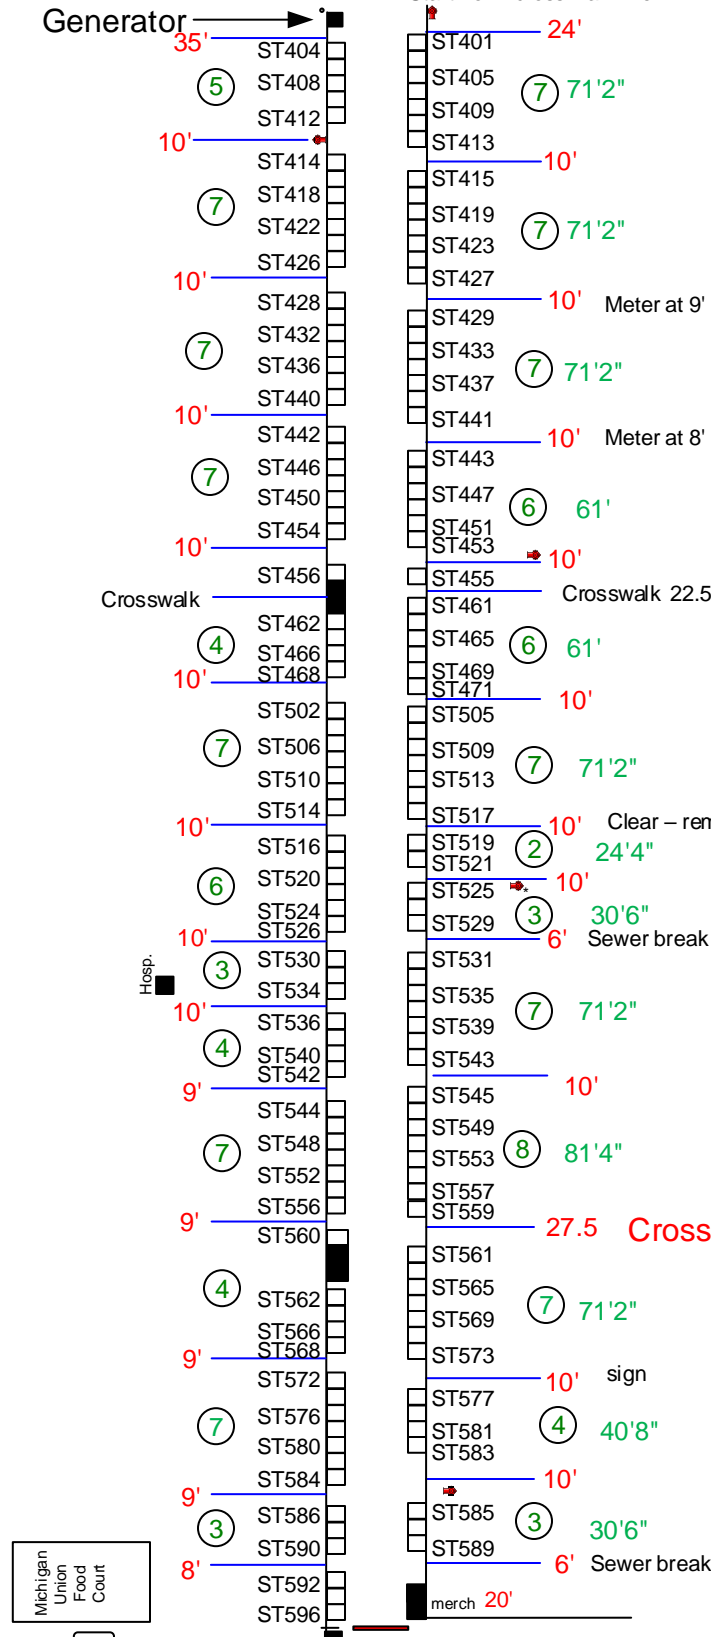 Generator
35'
ST404
5
ST408
ST412
10'
ST414
7
ST418
ST422
ST426
10'
ST428
7
ST432
ST436
ST440
10'
ST442
7
ST446
ST450
ST454
10'
ST456
Crosswalk
ST462
4
ST466
ST468
10'
ST502
7
ST506
ST510
ST514
10'
ST516
6
ST520
ST524
ST526
10'
ST530
3
Hosp.
ST534
10'
ST536
4
ST540
ST542
9'
ST544
7
ST548
ST552
ST556
9'
ST560
4
ST562
ST566
ST568
9'
ST572
7
ST576
ST580
ST584
9'
ST586
3
ST590
8'
ST592
ST596
Michigan
Union
Food
Court
24'
ST401
ST405
7 71'2"
ST409
ST413
10'
ST415
ST419
7 71'2"
ST423
ST427
10' Meter at 9'
ST429
ST433
7 71'2"
ST437
ST441
10' Meter at 8'
ST443
ST447
6 61'
ST451
ST453
10'
ST455
Crosswalk 22.5
ST461
ST465
6 61'
ST469
ST471
10'
ST505
ST509
7 71'2"
ST513
ST517
10' Clear – rem
ST519
2 24'4"
ST521
10'
ST525
*
3 30'6"
ST529
6' Sewer break
ST531
ST535
7 71'2"
ST539
ST543
10'
ST545
ST549
8 81'4"
ST553
ST557
ST559
27.5 Cross
ST561
ST565
7 71'2"
ST569
ST573
10' sign
ST577
4 40'8"
ST581
ST583
10'
ST585
3 30'6"
ST589
6' Sewer break
merch 20'